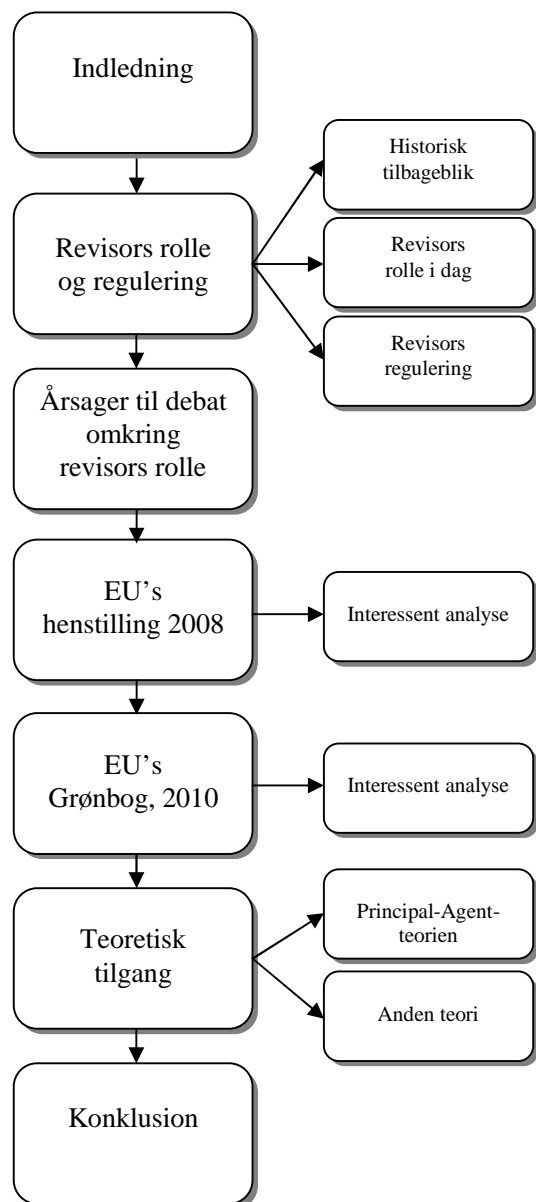 Indledning
Revisors rolle
og regulering
Historisk
tilbageblik
Revisors
rolle i dag
Revisors
regulering
Årsager til debat
omkring
revisors rolle
EU's
henstilling 2008
Interessent analyse
EU's
Grønbog, 2010
Interessent analyse
Teoretisk
tilgang
Principal-Agent-
teorien
Anden teori
Konklusion